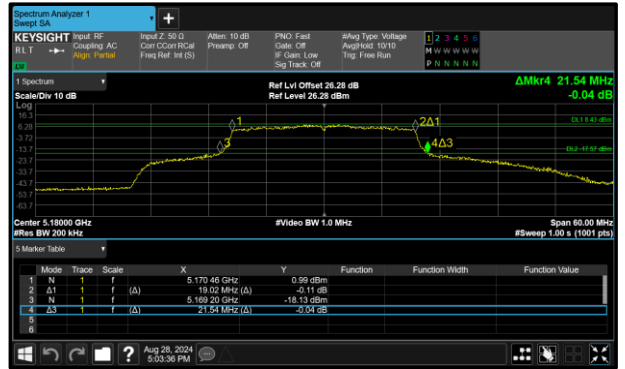 Spectrum Analyzer 1
Swept SA
+
KEYSIGHT Input: RF Input Z: 50 Ω Atten: 10 dB PNO: Fast #Avg Type: Voltage 1 2 3 4 5 6
RLT Coupling: AC Corr CCorr RCal Preamp: Off Gate: Off Avg|Hold: 10/10 M W W W W W
Align: Partial Freq Ref: Int (S) IF Gain: Low Trig: Free Run
Sig Track: Off P N N N N N
1 Spectrum Ref Lvl Offset 26.28 dB ΔMkr4 21.54 MHz
Scale/Div 10 dB Ref Level 26.28 dBm -0.04 dB
Log
16.3
6.28 1 2Δ1 DL1 8.43 dBm
-3.72
-13.7 3 4Δ3 DL2 -17.57 dBm
-23.7
-33.7
-43.7
-53.7
-63.7
Center 5.18000 GHz #Video BW 1.0 MHz Span 60.00 MHz
#Res BW 200 kHz #Sweep 1.00 s (1001 pts)
5 Marker Table
Mode Trace Scale X Y Function Function Width Function Value
1 N 1 f 5.170 46 GHz 0.99 dBm
2 Δ1 1 f (Δ) 19.02 MHz (Δ) -0.11 dB
3 N 1 f 5.169 20 GHz -18.13 dBm
4 Δ3 1 f (Δ) 21.54 MHz (Δ) -0.04 dB
5
6
? Aug 28, 2024
5:03:36 PM